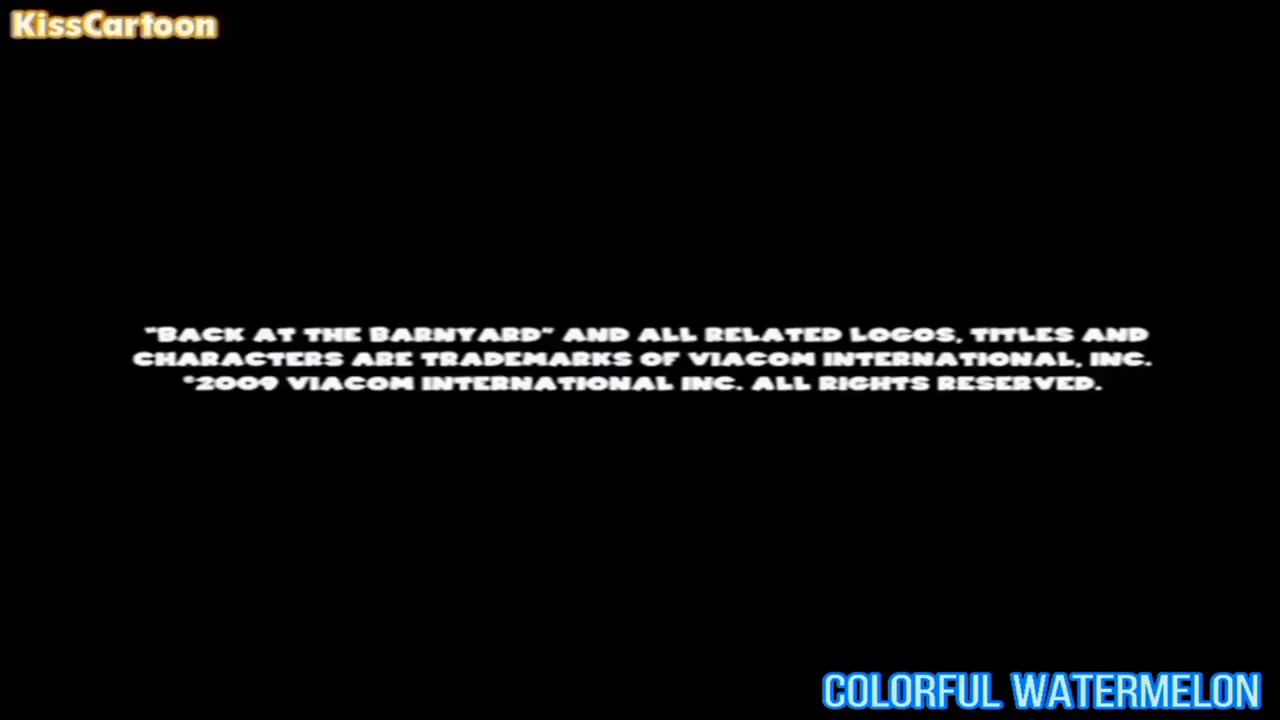 KissCartoon
"BACK AT THE BARNYARD" AND ALL RELATED LOGOS, TITLES AND
CHARACTERS ARE TRADEMARKS OF VIACOM INTERNATIONAL, INC.
©2009 VIACOM INTERNATIONAL INC. ALL RIGHTS RESERVED.
COLORFUL WATERMELON